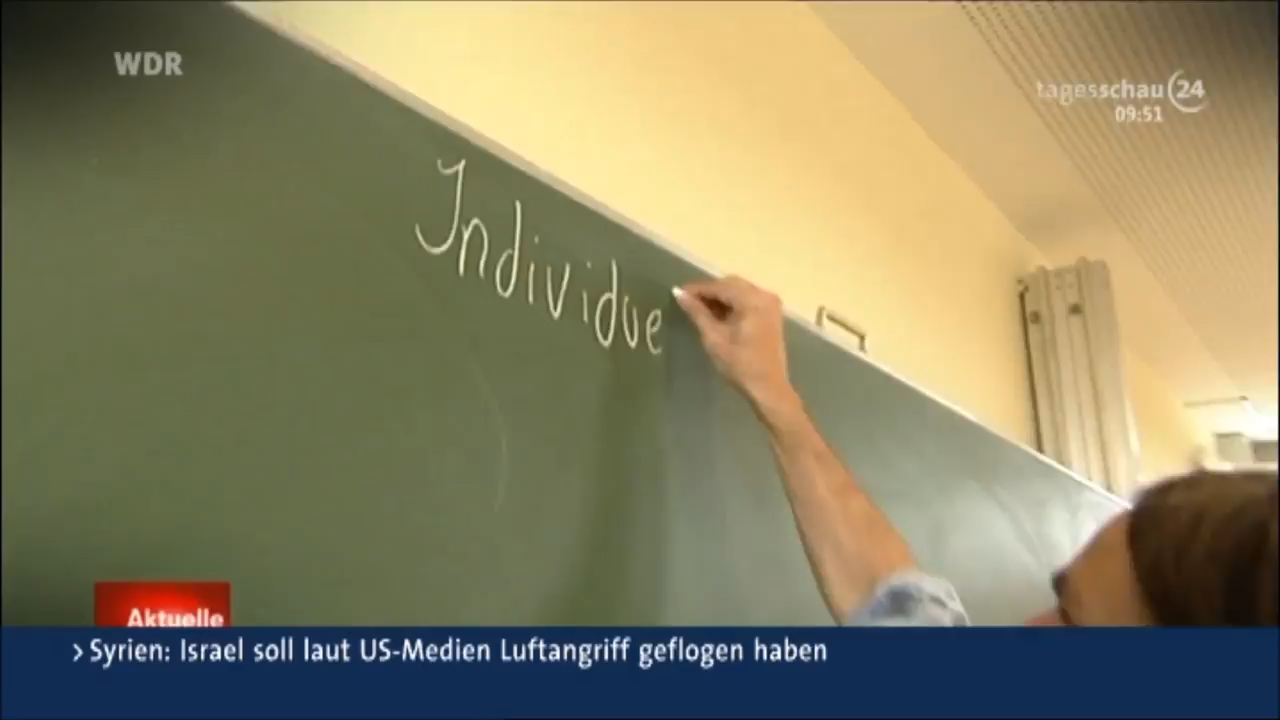 WDR
tagesschau 24
09:51
Individue
Aktuelle
> Syrien: Israel soll laut US-Medien Luftangriff geflogen haben